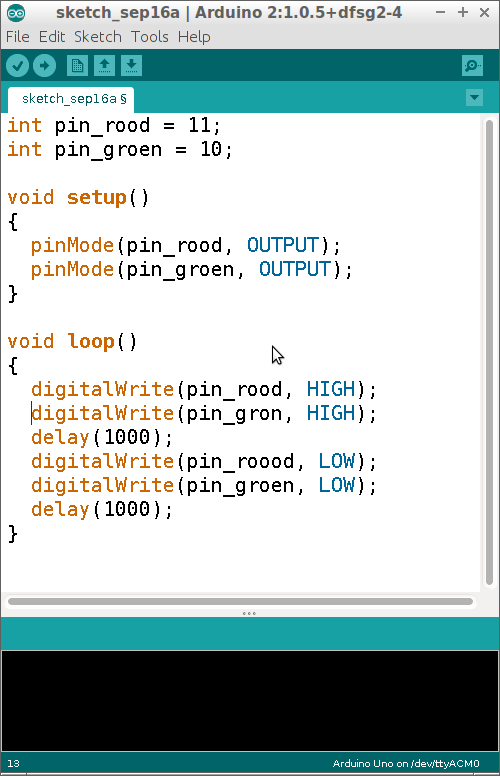 sketch_sep16a | Arduino 2:1.0.5+dfsg2-4
File Edit Sketch Tools Help
sketch_sep16a §
int pin_rood = 11;
int pin_groen = 10;
void setup()
{
pinMode(pin_rood, OUTPUT);
pinMode(pin_groen, OUTPUT);
}
void loop()
{
digitalWrite(pin_rood, HIGH);
digitalWrite(pin_gron, HIGH);
delay(1000);
digitalWrite(pin_roood, LOW);
digitalWrite(pin_groen, LOW);
delay(1000);
}
13
Arduino Uno on /dev/ttyACM0